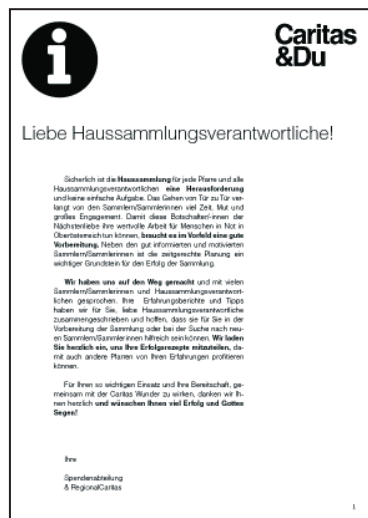 i
Caritas
&Du
Liebe Haussammlungsverantwortliche!
Sicherlich ist die Haussammlung für jede Pfarre und alle
Haussammlungsverantwortlichen eine Herausforderung
und keine einfache Aufgabe. Das Gehen von Tür zu Tür ver-
langt von den Sammlern/Sammlerinnen viel Zeit, Mut und
großes Engagement. Damit diese Botschafter/-innen der
Nächstenliebe ihre wertvolle Arbeit für Menschen in Not in
Oberösterreich tun können, braucht es im Vorfeld eine gute
Vorbereitung. Neben den gut informierten und motivierten
Sammlern/Sammlerinnen ist die zeitgerechte Planung ein
wichtiger Grundstein für den Erfolg der Sammlung.
Wir haben uns auf den Weg gemacht und mit vielen
Sammlern/Sammlerinnen und Haussammlungsverantwort-
lichen gesprochen. Ihre Erfahrungsberichte und Tipps
haben wir für Sie, liebe Haussammlungsverantwortliche
zusammengeschrieben und hoffen, dass sie für Sie in der
Vorbereitung der Sammlung oder bei der Suche nach neu-
en Sammlern/Sammlerinnen hilfreich sein können. Wir laden
Sie herzlich ein, uns Ihre Erfolgsrezepte mitzuteilen, da-
mit auch andere Pfarren von Ihren Erfahrungen profitieren
können.
Für Ihren so wichtigen Einsatz und Ihre Bereitschaft, ge-
meinsam mit der Caritas Wunder zu wirken, danken wir Ih-
nen herzlich und wünschen Ihnen viel Erfolg und Gottes
Segen!
Ihre
Spendenabteilung
& RegionalCaritas
1